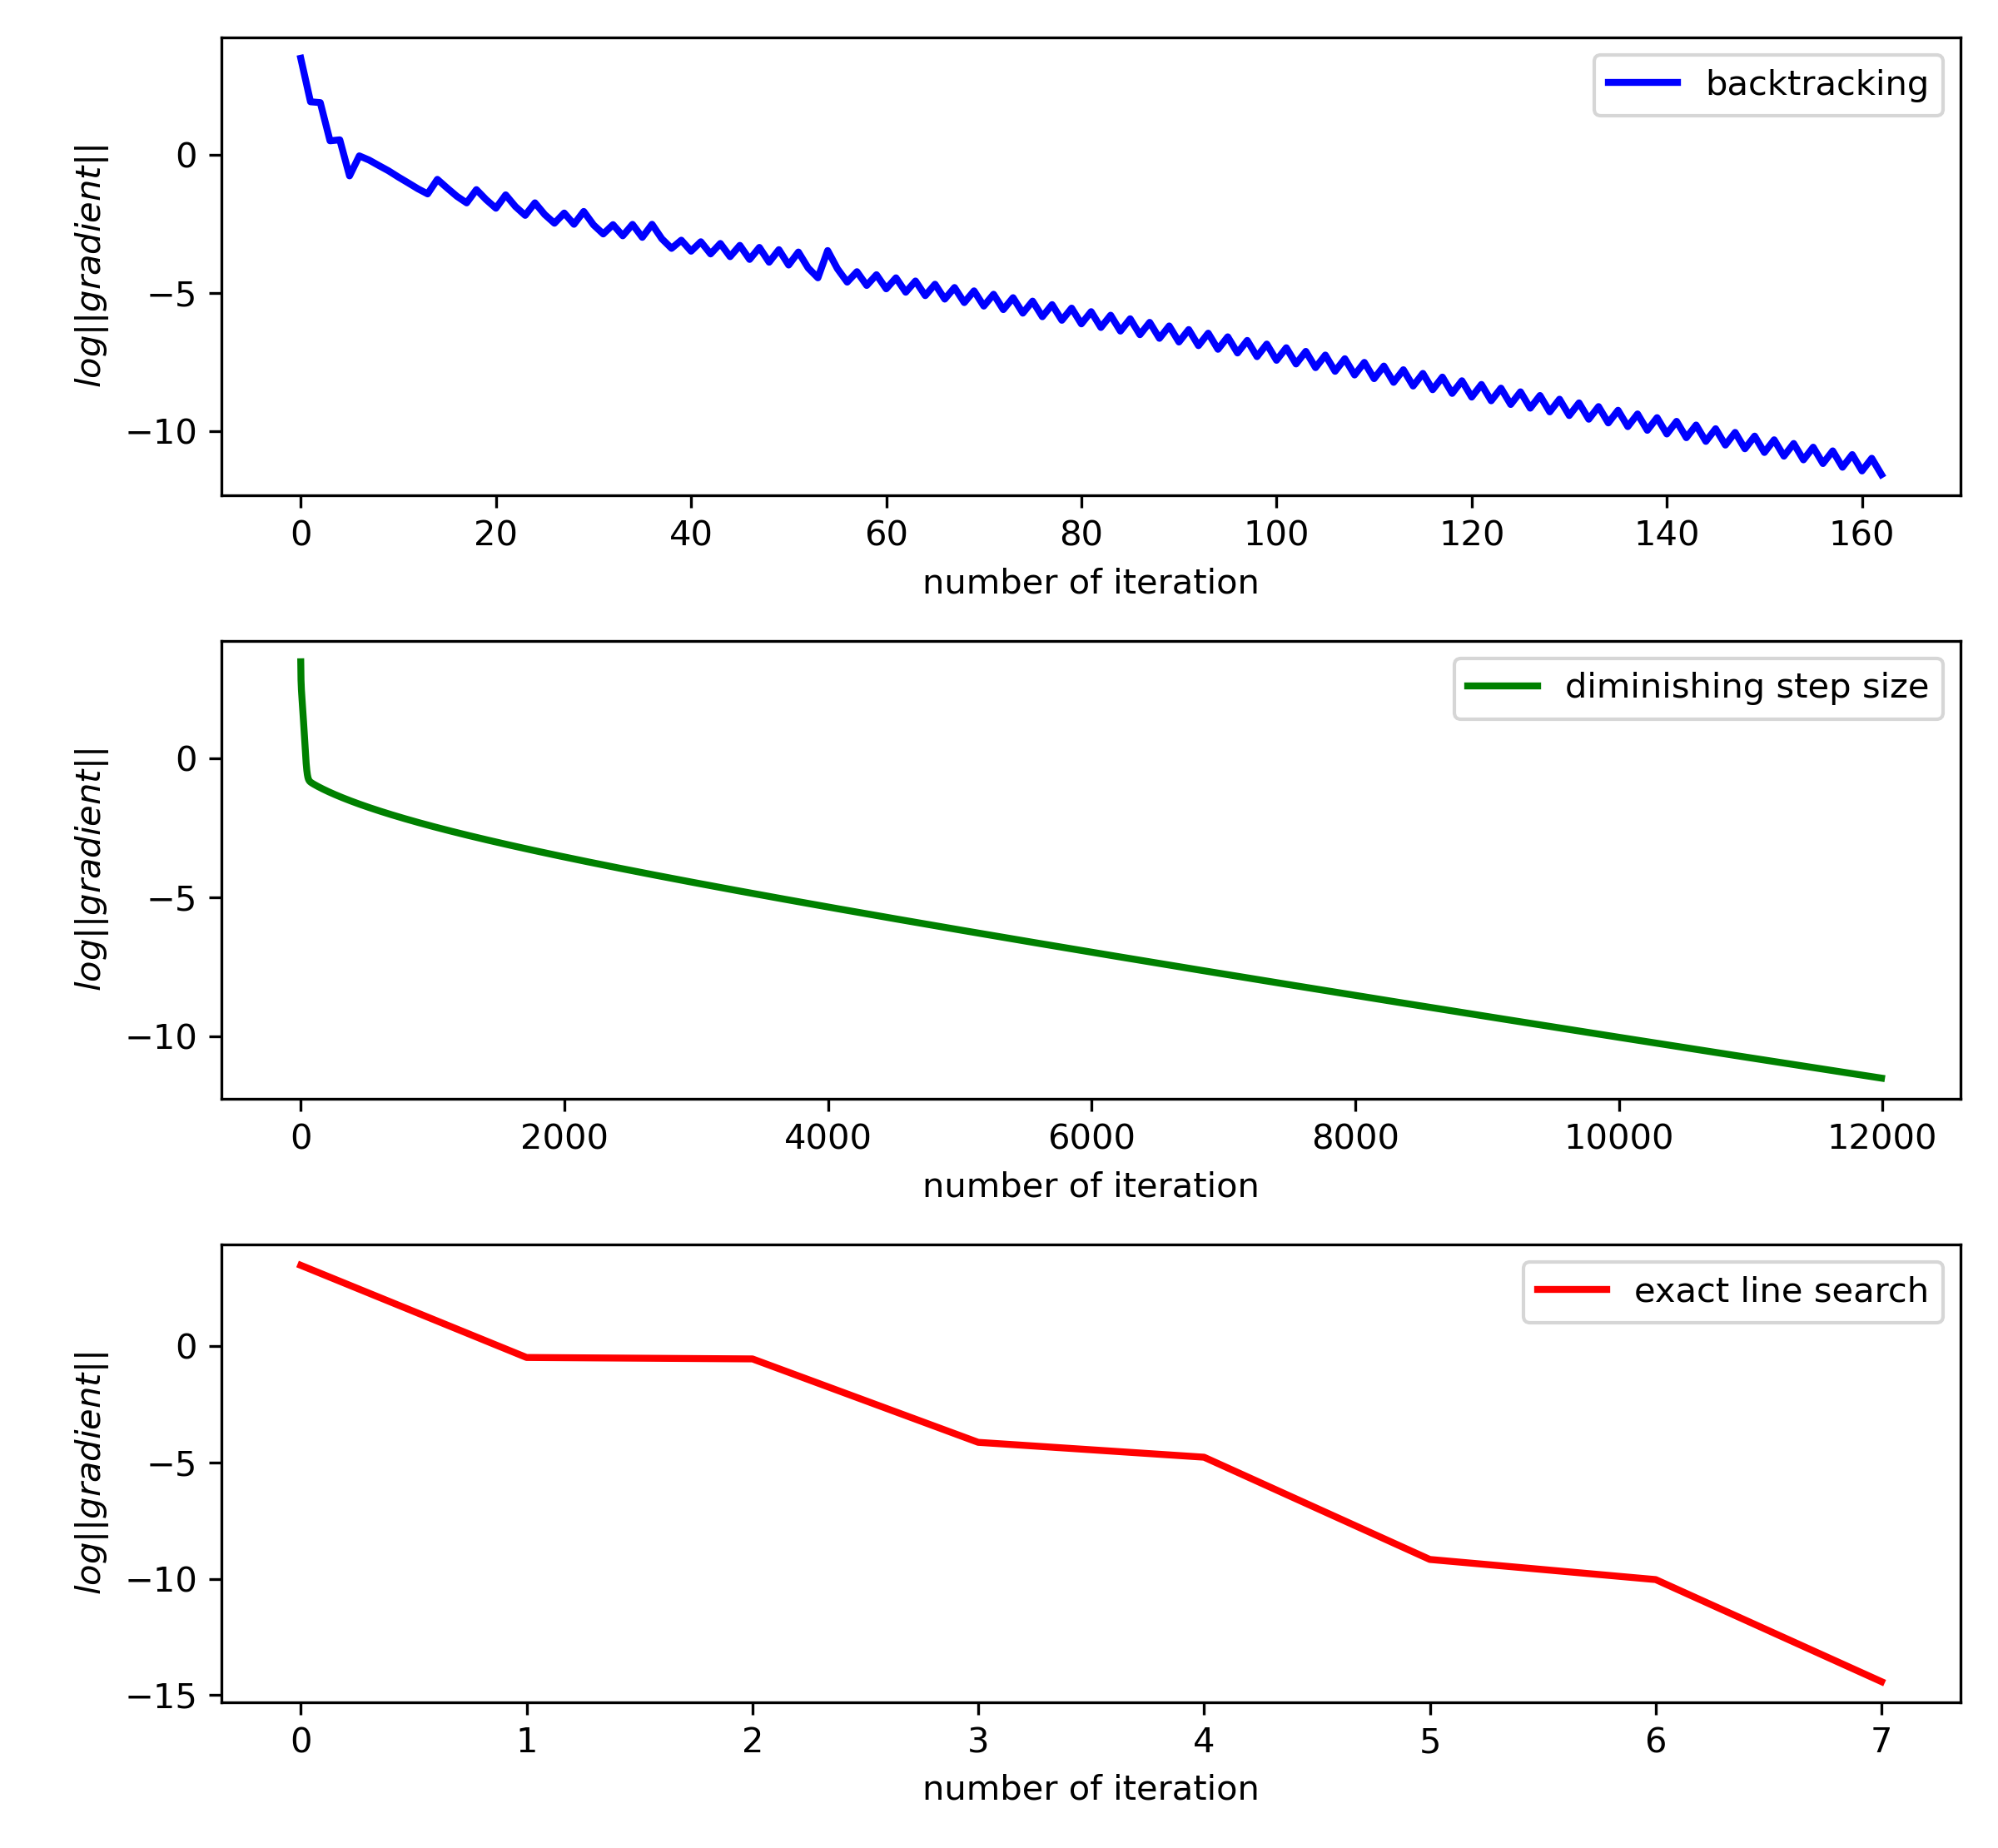 backtracking
log||gradient||
0
−5
−10
0 20 40 60 80 100 120 140 160
number of iteration
diminishing step size
log||gradient||
0
−5
−10
0 2000 4000 6000 8000 10000 12000
number of iteration
exact line search
log||gradient||
0
−5
−10
−15
0 1 2 3 4 5 6 7
number of iteration